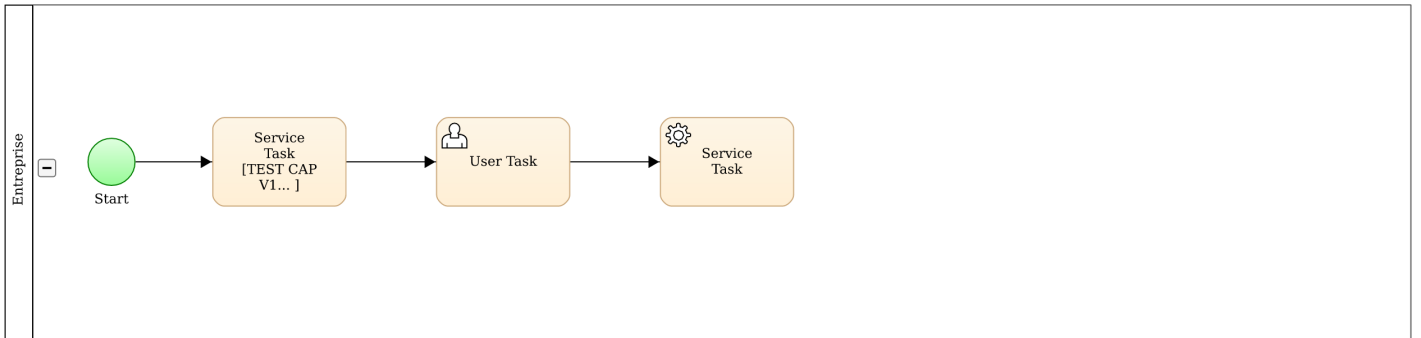 Entreprise
Start
Service
Task
[TEST CAP
V1... ]
User Task
Service
Task